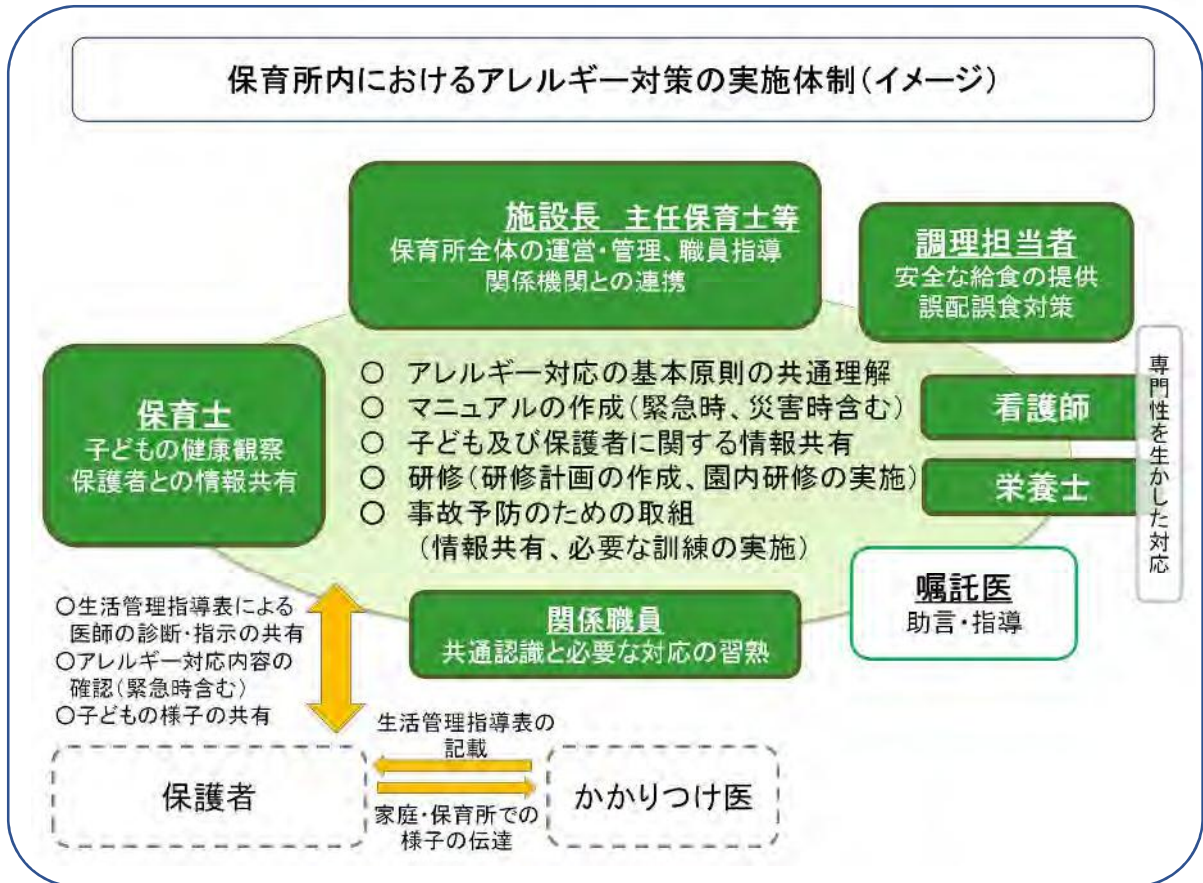 保育所内におけるアレルギー対策の実施体制(イメージ)
施設長 主任保育士等
保育所全体の運営・管理、職員指導
関係機関との連携
調理担当者
安全な給食の提供
誤配誤食対策
保育士
子どもの健康観察
保護者との情報共有
○ アレルギー対応の基本原則の共通理解
○ マニュアルの作成(緊急時、災害時含む)
○ 子ども及び保護者に関する情報共有
○ 研修(研修計画の作成、園内研修の実施)
○ 事故予防のための取組
(情報共有、必要な訓練の実施)
看護師
栄養士
専門性を生かした対応
嘱託医
助言・指導
関係職員
共通認識と必要な対応の習熟
○生活管理指導表による
医師の診断・指示の共有
○アレルギー対応内容の
確認(緊急時含む)
○子どもの様子の共有
生活管理指導表の
記載
保護者
かかりつけ医
家庭・保育所での
様子の伝達